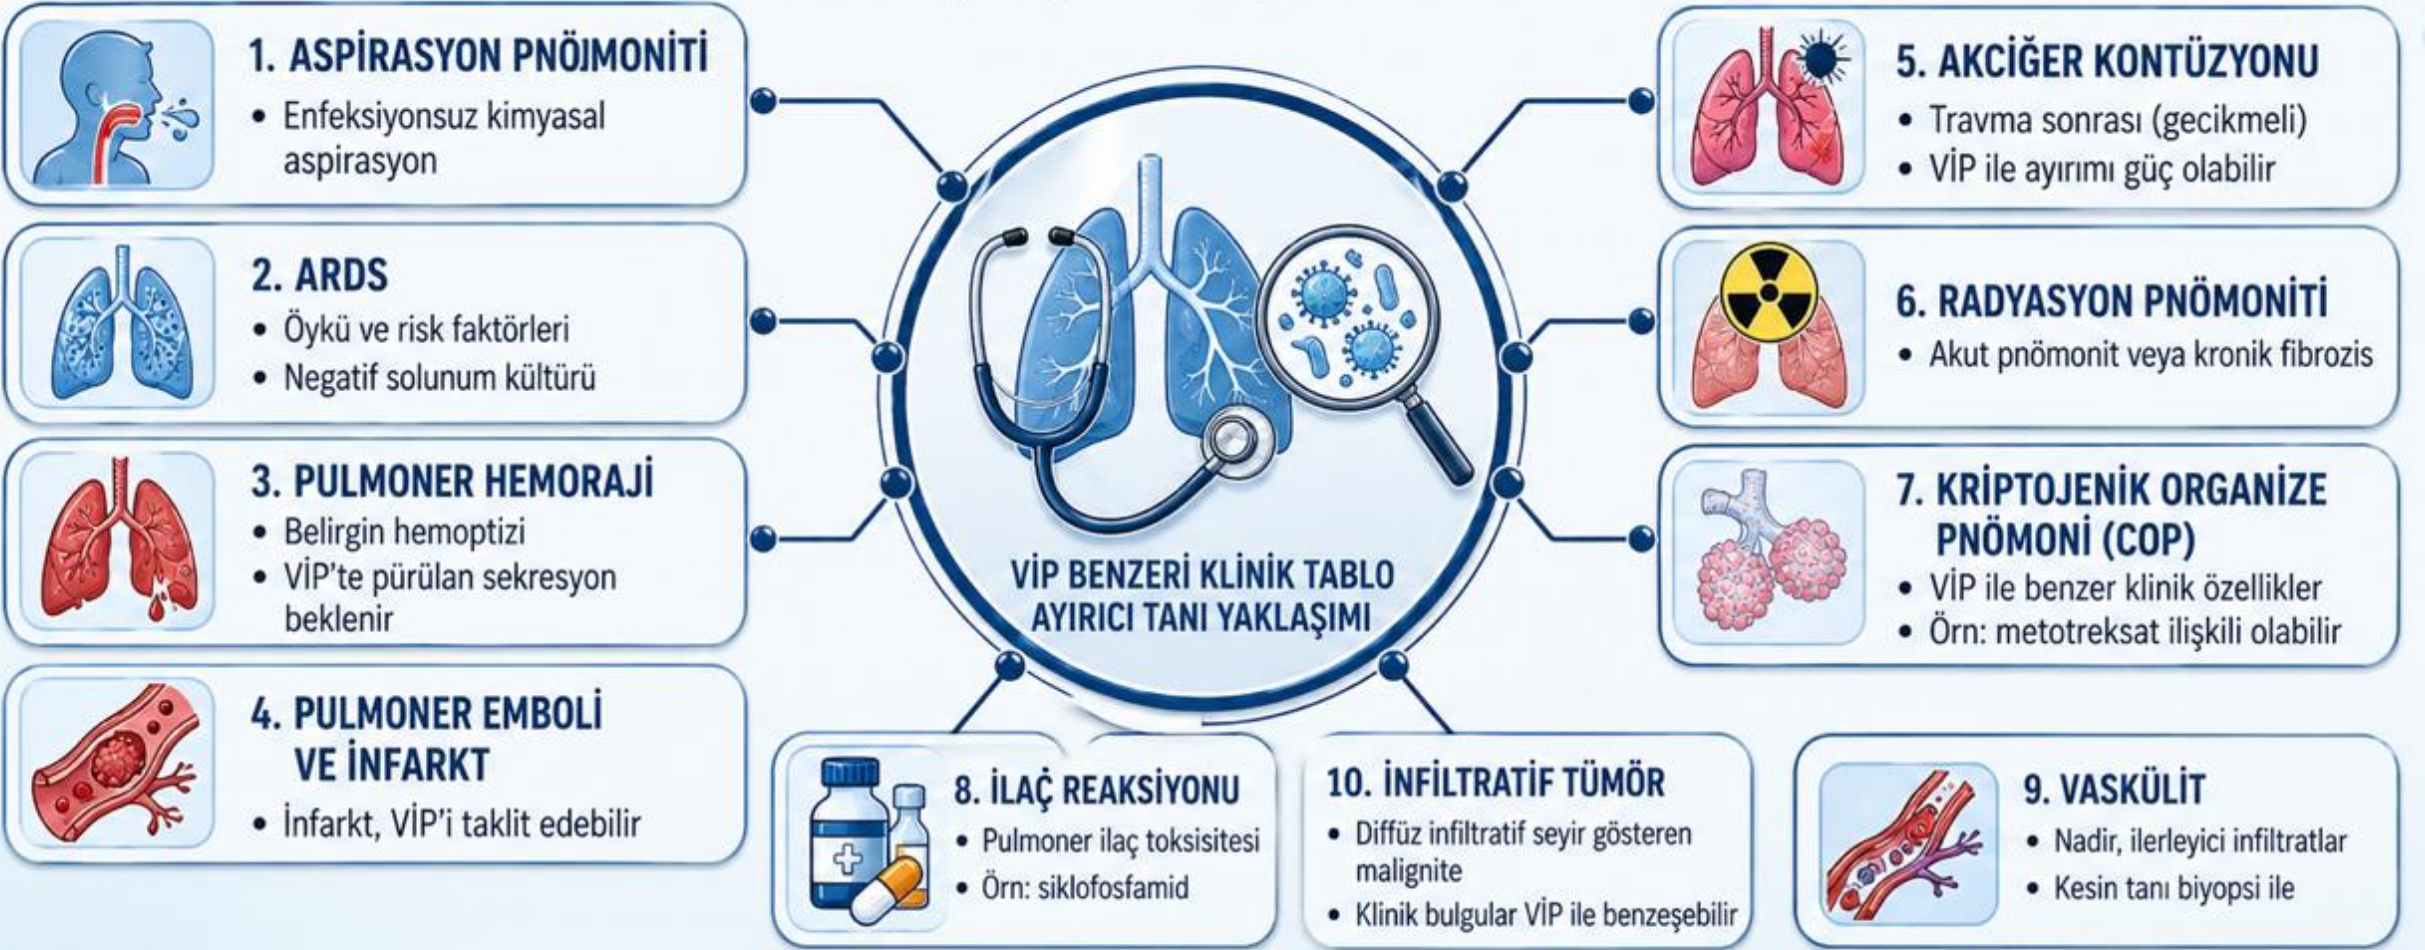 1. ASPİRASYON PNÖJMONİTİ
• Enfeksiyonsuz kimyasal
aspirasyon
2. ARDS
• Öykü ve risk faktörleri
• Negatif solunum kültürü
3. PULMONER HEMORAJİ
• Belirgin hemoptizi
• VİP'te pürülan sekresyon
beklenir
4. PULMONER EMBOLİ
VE İNFARKT
• İnfarkt, VİP'i taklit edebilir
VİP BENZERİ KLİNİK TABLO
AYIRICI TANI YAKLAŞIMI
5. AKCİĞER KONTÜZYONU
• Travma sonrası (gecikmeli)
• VİP ile ayırımı güç olabilir
6. RADYASYON PNÖMONİTİ
• Akut pnömonit veya kronik fibrozis
7. KRİPTOJENİK ORGANİZE
PNÖMONİ (COP)
• VİP ile benzer klinik özellikler
• Örn: metotreksat ilişkili olabilir
8. İLAÇ REAKSİYONU
• Pulmoner ilaç toksisitesi
• Örn: siklofosfamid
10. İNFİLTRATİF TÜMÖR
• Diffüz infiltratif seyir gösteren
malignite
• Klinik bulgular VİP ile benzeşebilir
9. VASKÜLİT
• Nadir, ilerleyici infiltratlar
• Kesin tanı biyopsi ile